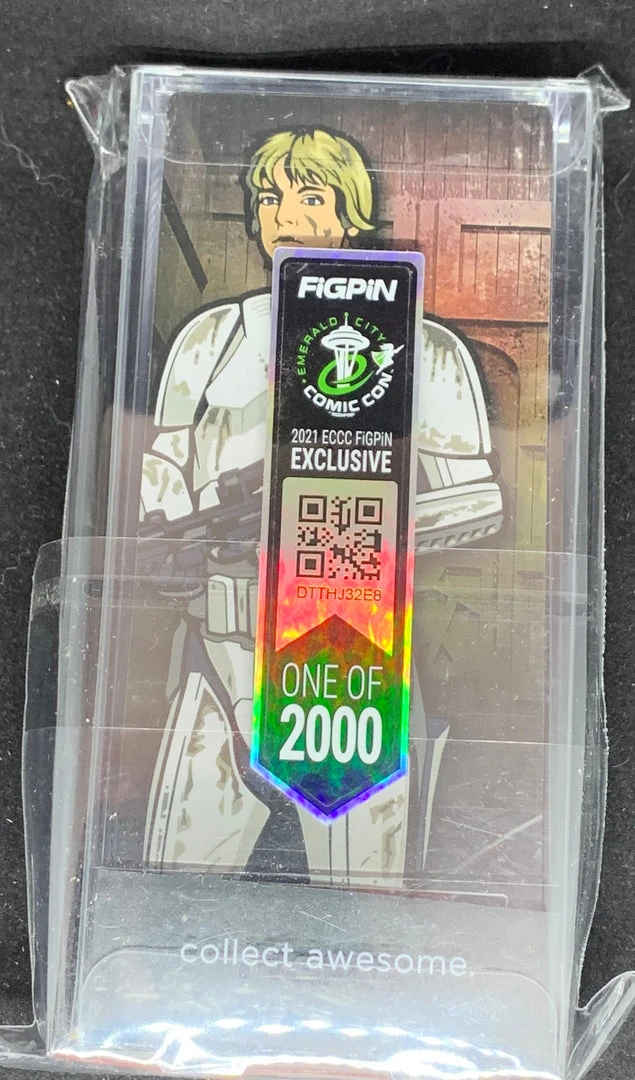 FiGPiN
EMERALD CITY
COMIC CON
2021 ECCC FiGPiN
EXCLUSIVE
DTTHJ32E8
ONE OF
2000
collect awesome.